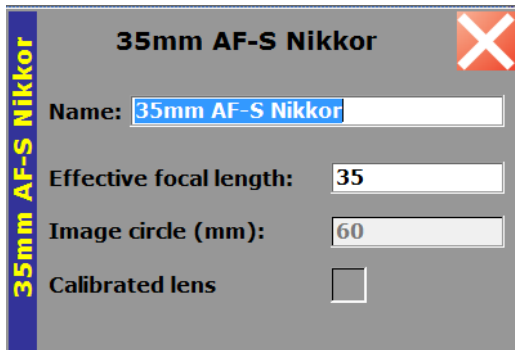 35mm AF-S Nikkor
35mm AF-S Nikkor
Name: 35mm AF-S Nikkor
Effective focal length: 35
Image circle (mm): 60
Calibrated lens